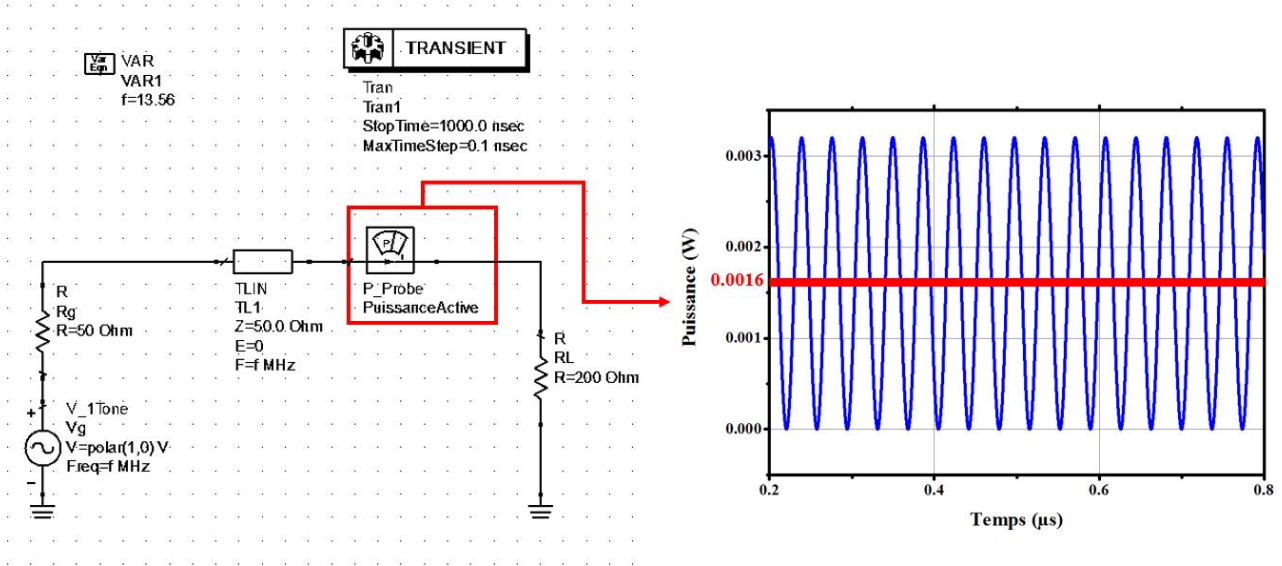 Var
Eqn
VAR
VAR1
f=13.56
TRANSIENT
Tran
Tran1
StopTime=1000.0 nsec
MaxTimeStep=0.1 nsec
R
Rg
R=50 Ohm
TLIN
TL1
Z=50.0 Ohm
E=0
F=f MHz
P
I
P_Probe
PuissanceActive
R
RL
R=200 Ohm
+
V_1Tone
Vg
V=polar(1,0) V
Freq=f MHz
-
Puissance (W)
0.003
0.002
0.0016
0.001
0.000
0.2
0.4
0.6
0.8
Temps (µs)